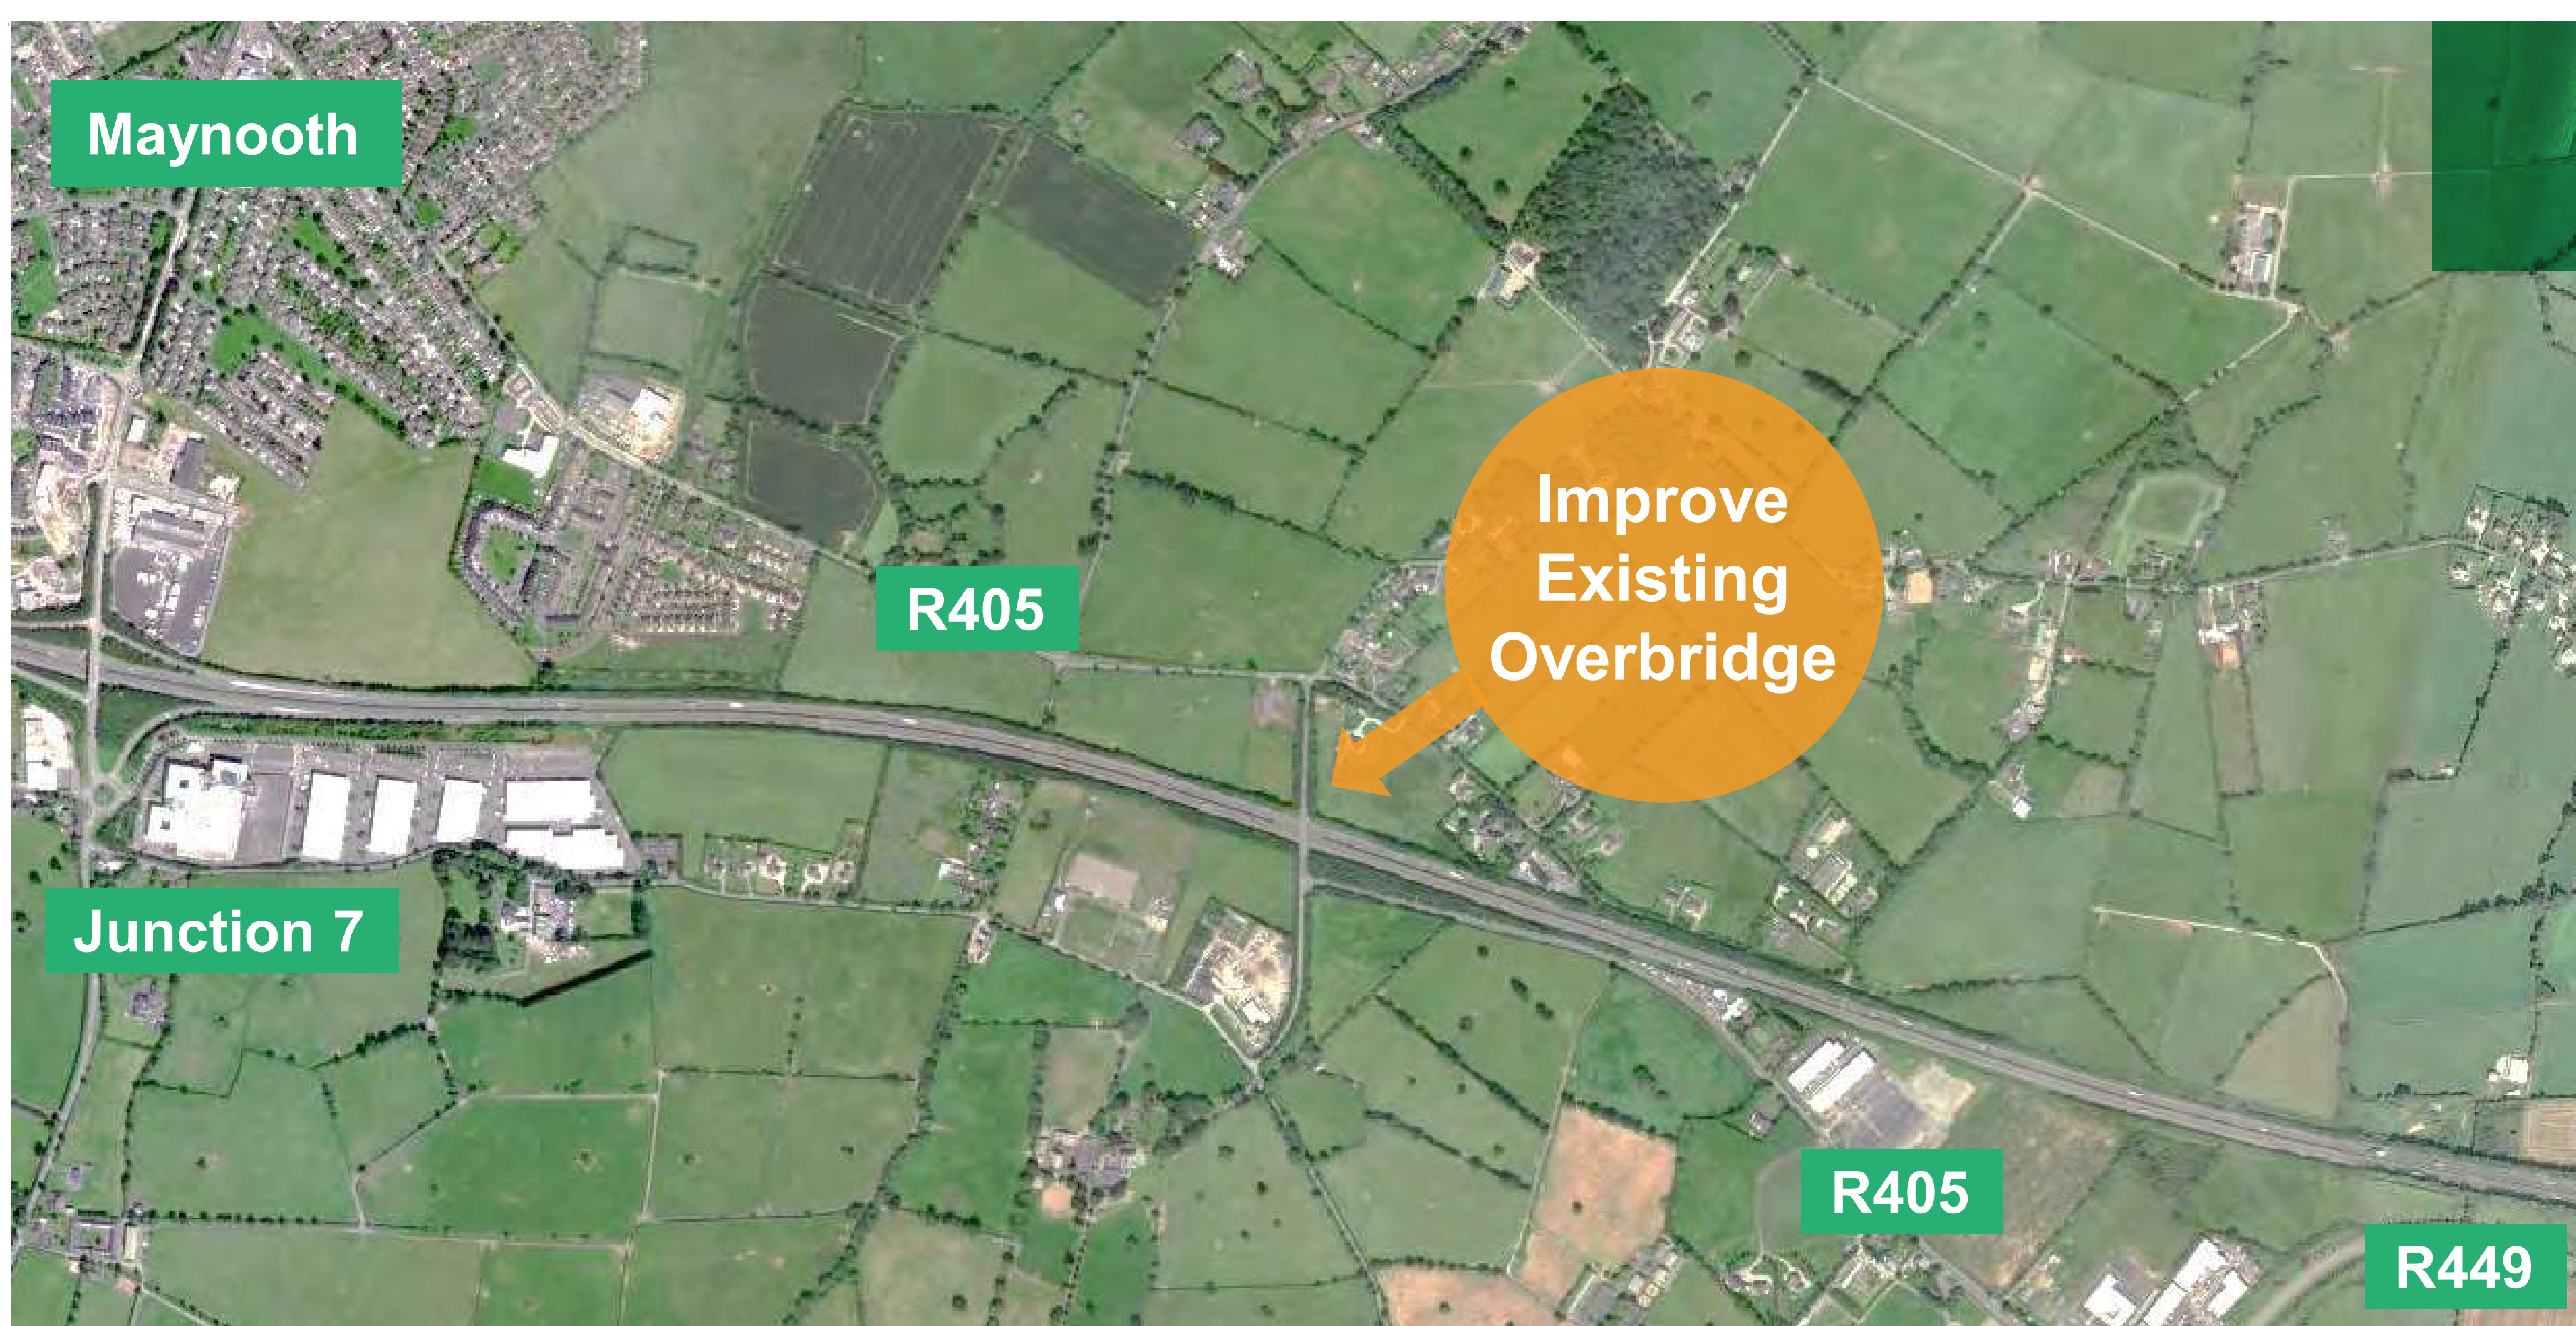 Maynooth
Improve
Existing
Overbridge
R405
Junction 7
R405
R449